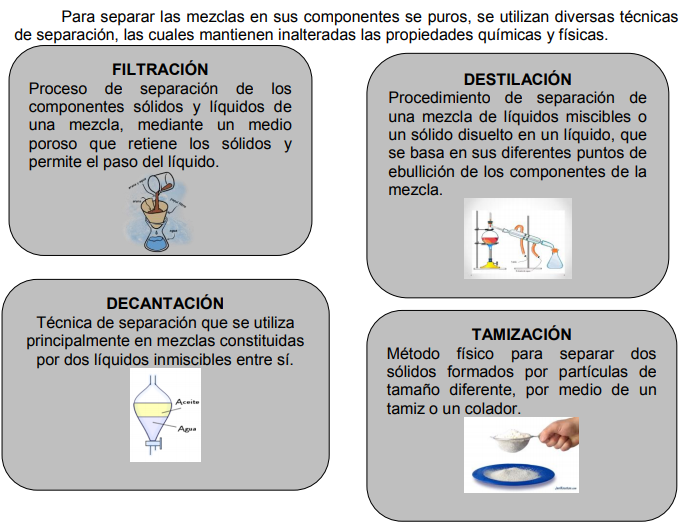 Para separar las mezclas en sus componentes se puros, se utilizan diversas técnicas
de separación, las cuales mantienen inalteradas las propiedades químicas y físicas.
FILTRACIÓN
Proceso de separación de los
componentes sólidos y líquidos de
una mezcla, mediante un medio
poroso que retiene los sólidos y
permite el paso del líquido.
DESTILACIÓN
Procedimiento de separación de
una mezcla de líquidos miscibles o
un sólido disuelto en un líquido, que
se basa en sus diferentes puntos de
ebullición de los componentes de la
mezcla.
DECANTACIÓN
Técnica de separación que se utiliza
principalmente en mezclas constituidas
por dos líquidos inmiscibles entre sí.
Aceite
Agua
TAMIZACIÓN
Método físico para separar dos
sólidos formados por partículas de
tamaño diferente, por medio de un
tamiz o un colador.